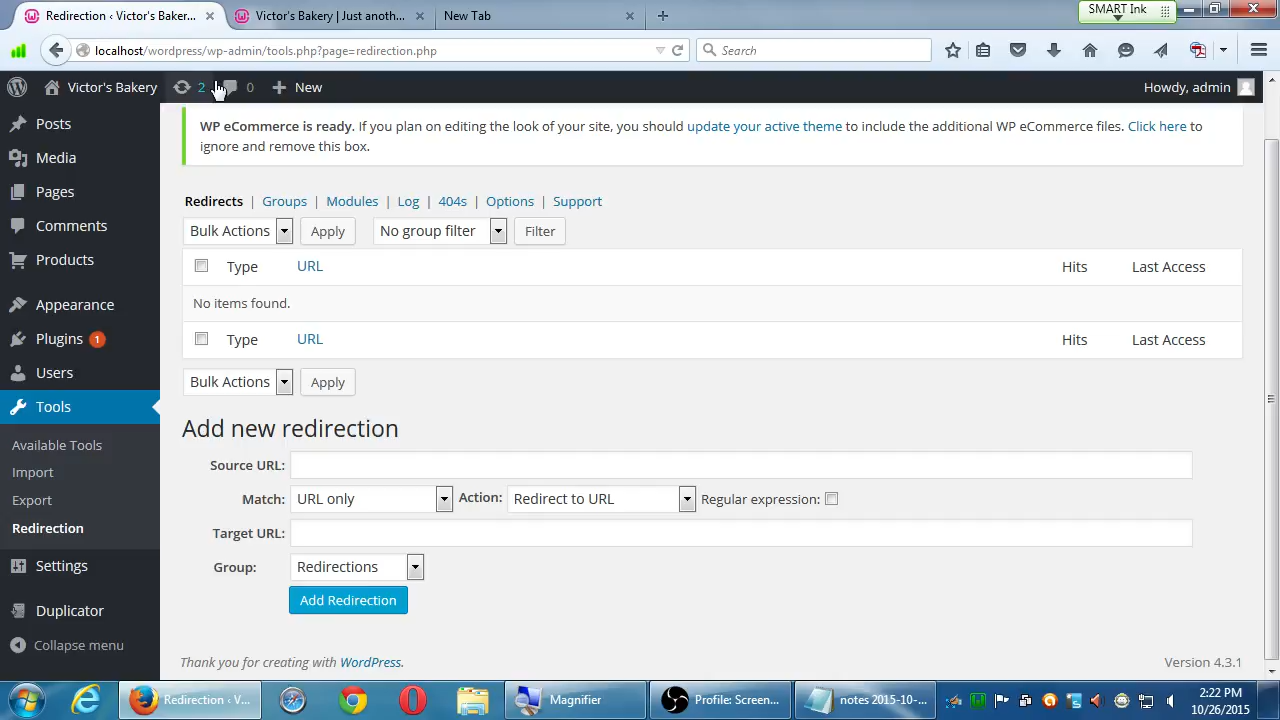 Redirection ‹ Victor's Bakery... ×
Victor's Bakery | Just anoth... ×
New Tab ×
SMART Ink
localhost/wordpress/wp-admin/tools.php?page=redirection.php
Search
Victor's Bakery 2 0 New
Howdy, admin
Posts
Media
Pages
Comments
Products
Appearance
Plugins 1
Users
Tools
Available Tools
Import
Export
Redirection
Settings
Duplicator
Collapse menu
WP eCommerce is ready. If you plan on editing the look of your site, you should update your active theme to include the additional WP eCommerce files. Click here to
ignore and remove this box.
Redirects | Groups | Modules | Log | 404s | Options | Support
Bulk Actions Apply No group filter Filter
Type URL Hits Last Access
No items found.
Type URL Hits Last Access
Bulk Actions Apply
Add new redirection
Source URL:
Match: URL only Action: Redirect to URL Regular expression:
Target URL:
Group: Redirections
Add Redirection
Thank you for creating with WordPress.
Version 4.3.1
Redirection ‹ V...
Magnifier
Profile: Screen...
notes 2015-10-...
2:22 PM
10/26/2015